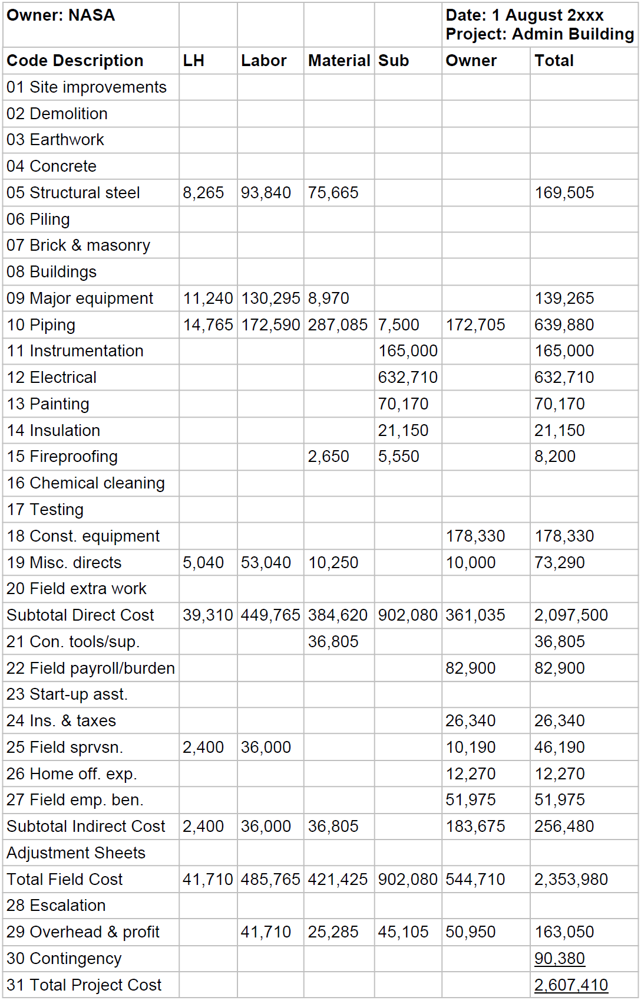 Owner: NASA Date: 1 August 2xxx
Project: Admin Building
Code Description LH Labor Material Sub Owner Total
01 Site improvements
02 Demolition
03 Earthwork
04 Concrete
05 Structural steel 8,265 93,840 75,665 169,505
06 Piling
07 Brick & masonry
08 Buildings
09 Major equipment 11,240 130,295 8,970 139,265
10 Piping 14,765 172,590 287,085 7,500 172,705 639,880
11 Instrumentation 165,000 165,000
12 Electrical 632,710 632,710
13 Painting 70,170 70,170
14 Insulation 21,150 21,150
15 Fireproofing 2,650 5,550 8,200
16 Chemical cleaning
17 Testing
18 Const. equipment 178,330 178,330
19 Misc. directs 5,040 53,040 10,250 10,000 73,290
20 Field extra work
Subtotal Direct Cost 39,310 449,765 384,620 902,080 361,035 2,097,500
21 Con. tools/sup. 36,805 36,805
22 Field payroll/burden 82,900 82,900
23 Start-up asst.
24 Ins. & taxes 26,340 26,340
25 Field sprvsn. 2,400 36,000 10,190 46,190
26 Home off. exp. 12,270 12,270
27 Field emp. ben. 51,975 51,975
Subtotal Indirect Cost 2,400 36,000 36,805 183,675 256,480
Adjustment Sheets
Total Field Cost 41,710 485,765 421,425 902,080 544,710 2,353,980
28 Escalation
29 Overhead & profit 41,710 25,285 45,105 50,950 163,050
30 Contingency 90,380
31 Total Project Cost 2,607,410